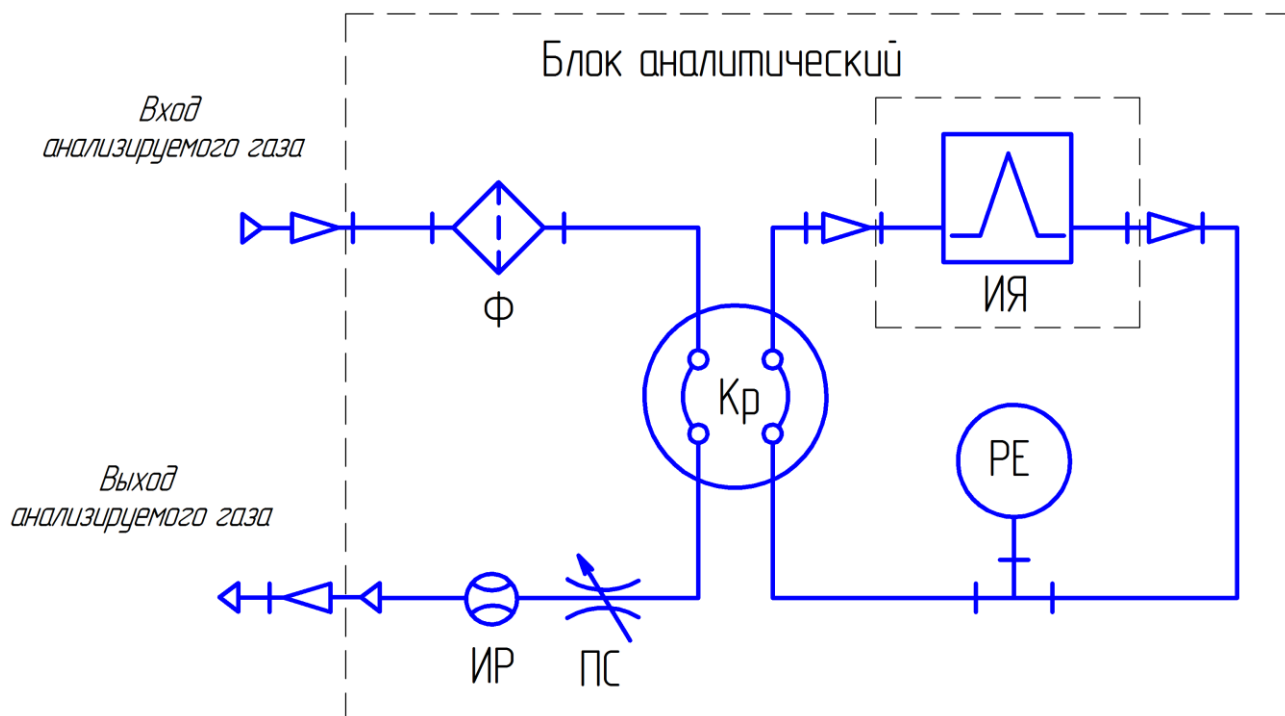 Блок аналитический
Вход
анализируемого газа
ИЯ
Ф
Кр
РЕ
Выход
анализируемого газа
ИР
ПС